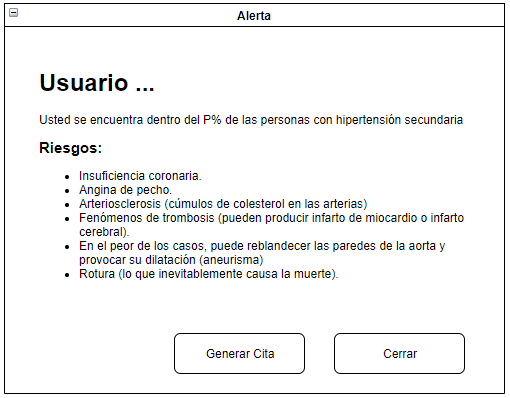 Alerta
Usuario ...
Usted se encuentra dentro del P% de las personas con hipertensión secundaria
Riesgos:
Insuficiencia coronaria.
Angina de pecho.
Arteriosclerosis (cúmulos de colesterol en las arterias)
Fenómenos de trombosis (pueden producir infarto de miocardio o infarto
cerebral).
En el peor de los casos, puede reblandecer las paredes de la aorta y
provocar su dilatación (aneurisma)
Rotura (lo que inevitablemente causa la muerte).
Generar Cita
Cerrar